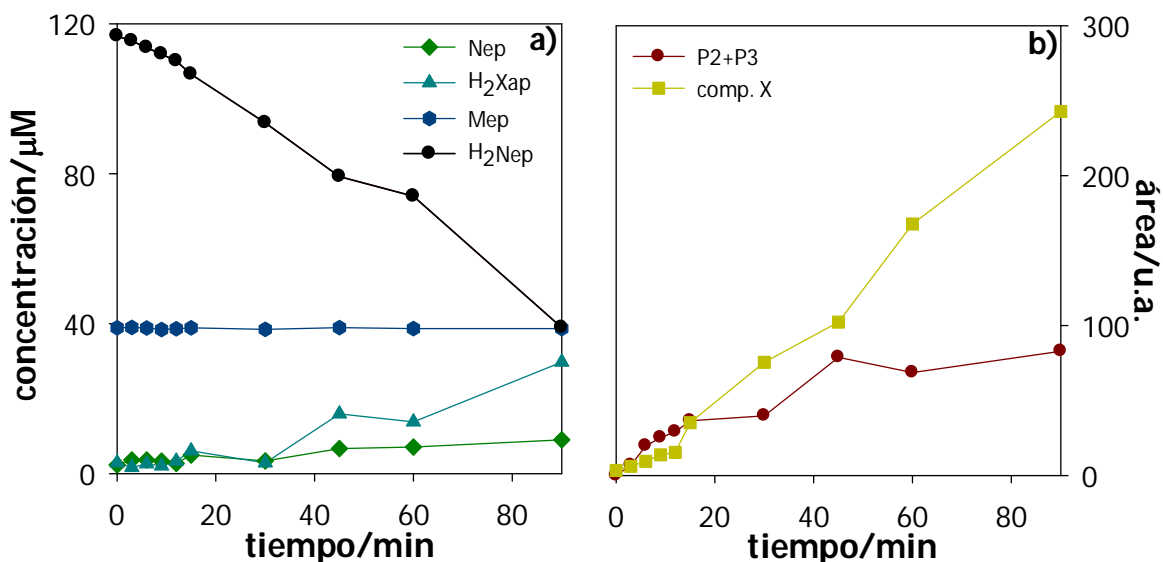 a)
120
80
40
0
concentración/μM
Nep
H₂Xap
Mep
H₂Nep
0 20 40 60 80
tiempo/min
b)
P2+P3
comp. X
300
200
100
0
área/u.a.
0 20 40 60 80
tiempo/min